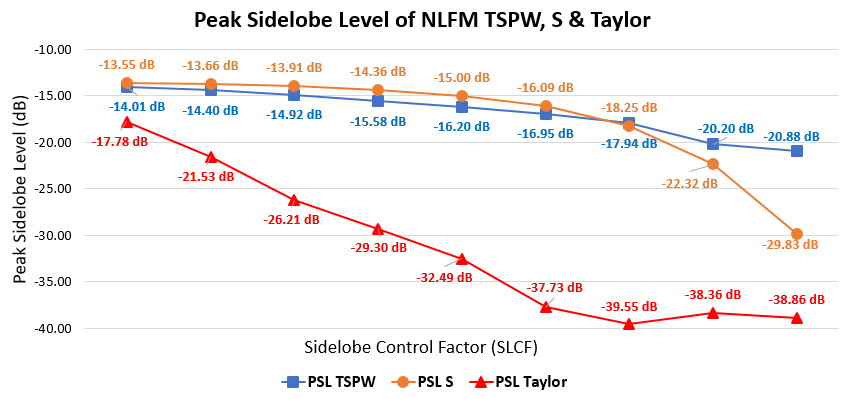 Peak Sidelobe Level of NLFM TSPW, S & Taylor
Peak Sidelobe Level (dB)
-10.00
-15.00
-20.00
-25.00
-30.00
-35.00
-40.00
-13.55 dB -13.66 dB -13.91 dB -14.36 dB -15.00 dB -16.09 dB -18.25 dB -22.32 dB -29.83 dB
-14.01 dB -14.40 dB -14.92 dB -15.58 dB -16.20 dB -16.95 dB -17.94 dB -20.20 dB -20.88 dB
-17.78 dB -21.53 dB -26.21 dB -29.30 dB -32.49 dB -37.73 dB -39.55 dB -38.36 dB -38.86 dB
Sidelobe Control Factor (SLCF)
PSL TSPW PSL S PSL Taylor